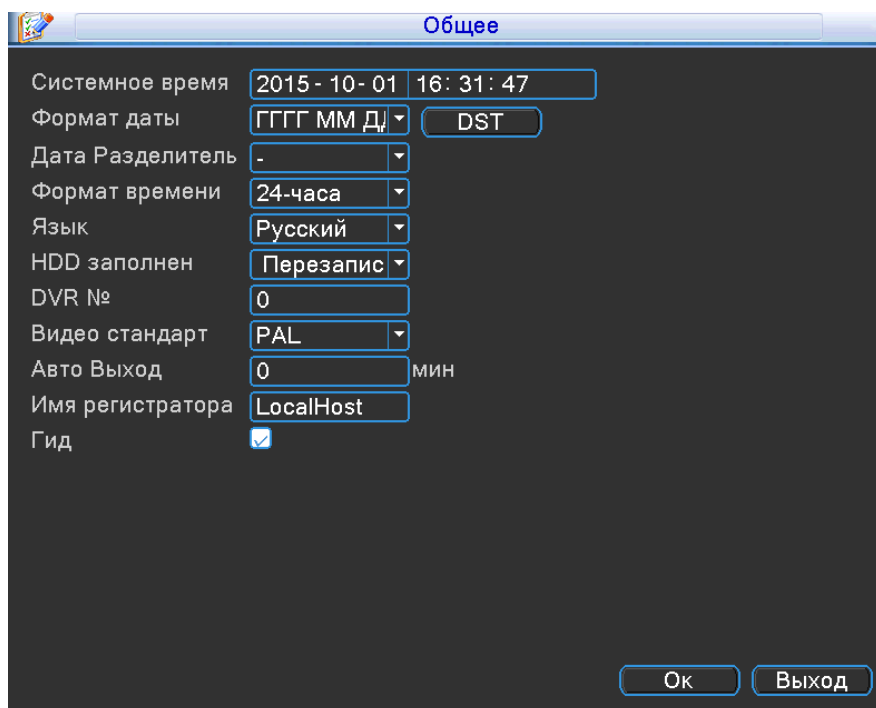 Общее
Системное время 2015 - 10 - 01 16: 31: 47
Формат даты ГГГГ ММ Д DST
Дата Разделитель -
Формат времени 24-часа
Язык Русский
HDD заполнен Перезапис
DVR № 0
Видео стандарт PAL
Авто Выход 0 мин
Имя регистратора LocalHost
Гид
Ок Выход